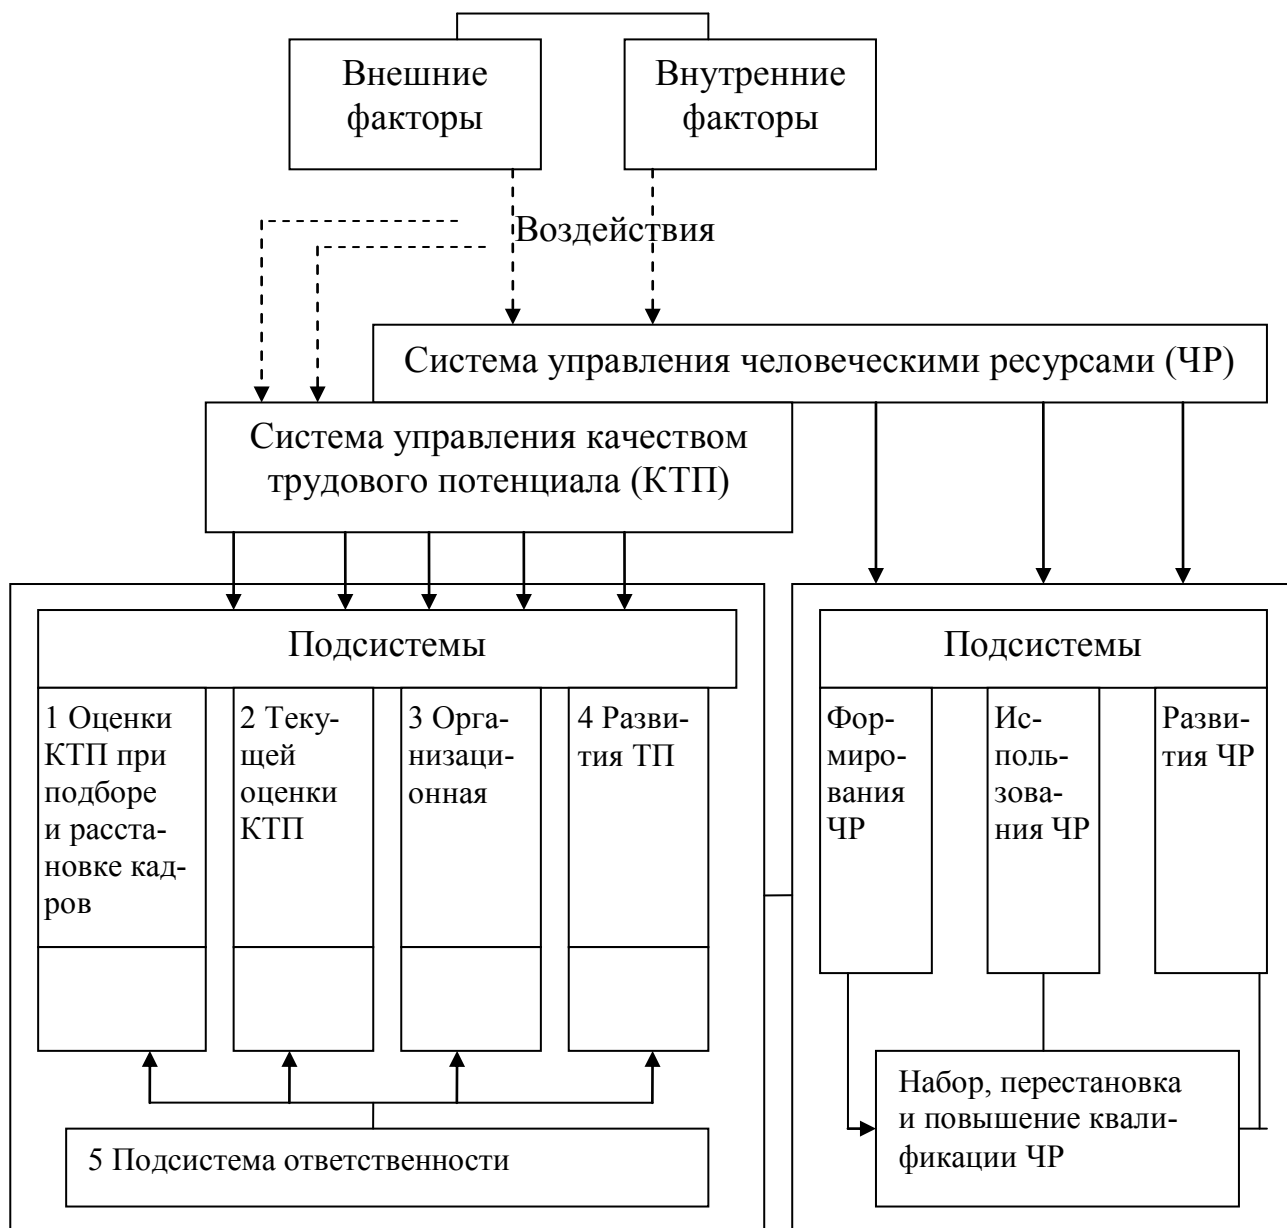 Внешние
факторы
Внутренние
факторы
Воздействия
Система управления человеческими ресурсами (ЧР)
Система управления качеством
трудового потенциала (КТП)
Подсистемы
1 Оценки
КТП при
подборе
и расста-
новке кад-
ров
2 Теку-
щей
оценки
КТП
3 Орга-
низаци-
онная
4 Разви-
тия ТП
5 Подсистема ответственности
Подсистемы
Фор-
миро-
вания
ЧР
Ис-
поль-
зова-
ния ЧР
Разви-
тия ЧР
Набор, перестановка
и повышение квали-
фикации ЧР